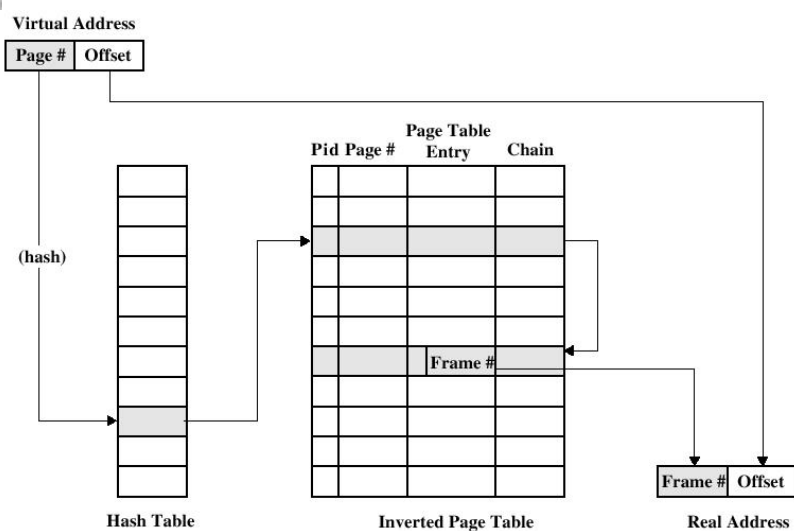 Virtual Address
Page # Offset
Page Table
Pid Page # Entry Chain
(hash)
Frame #
Frame # Offset
Hash Table Inverted Page Table Real Address